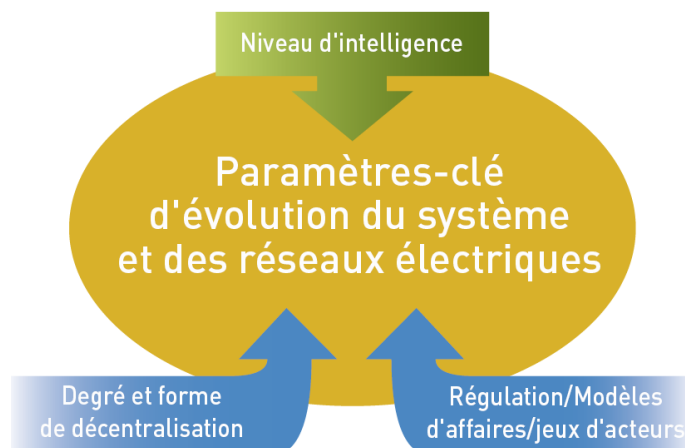 Niveau d'intelligence
Paramètres-clé
d'évolution du système
et des réseaux électriques
Degré et forme
de décentralisation
Régulation/Modèles
d'affaires/jeux d'acteurs